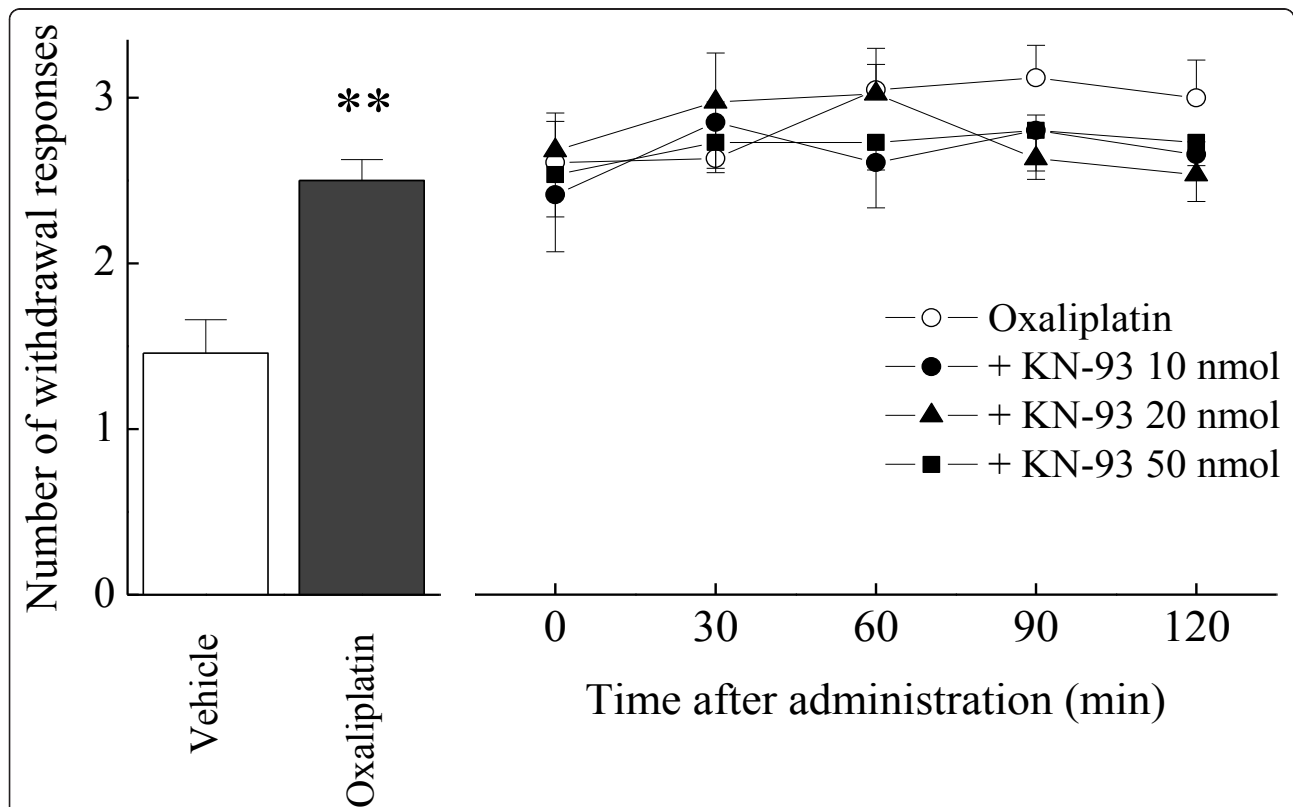 Number of withdrawal responses
3
2
1
0
**
Vehicle
Oxaliplatin
Oxaliplatin
+ KN-93 10 nmol
+ KN-93 20 nmol
+ KN-93 50 nmol
0 30 60 90 120
Time after administration (min)